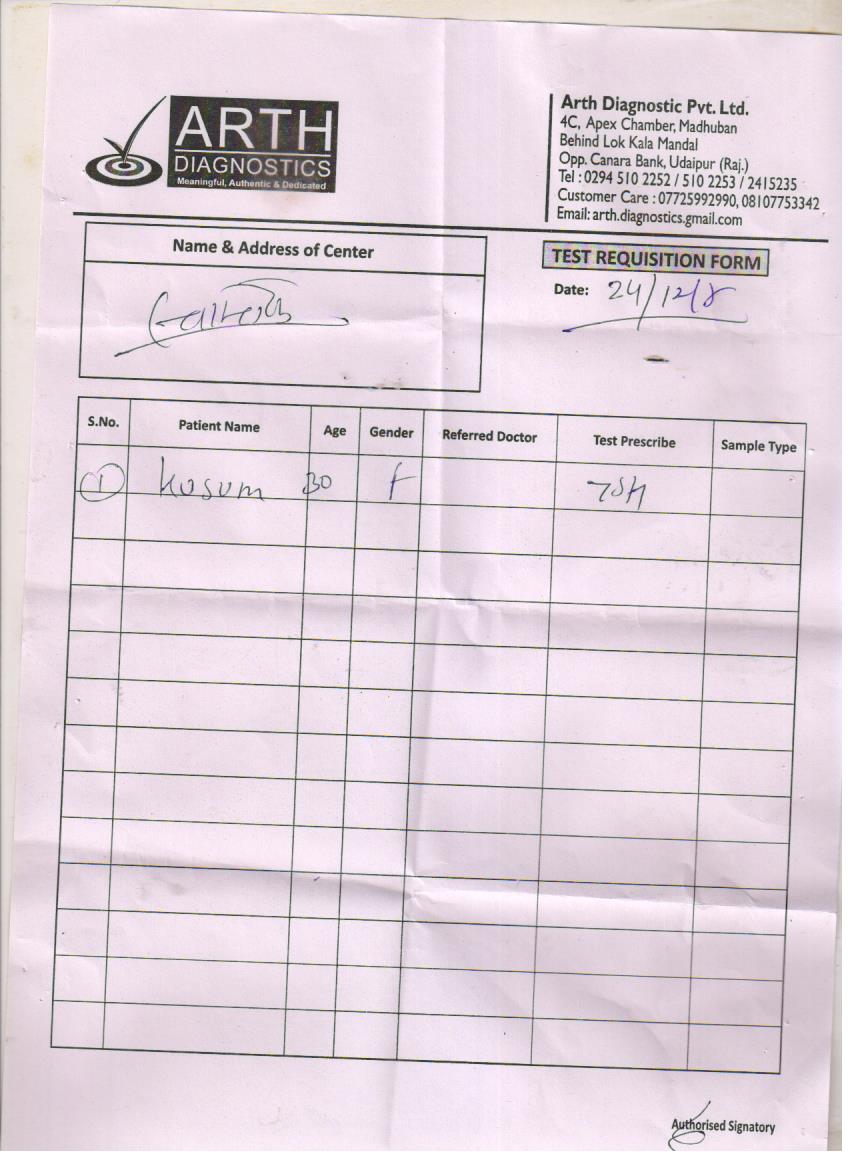 ARTH
DIAGNOSTICS
Meaningful, Authentic & Dedicated
Arth Diagnostic Pvt. Ltd.
4C, Apex Chamber, Madhuban
Behind Lok Kala Mandal
Opp. Canara Bank, Udaipur (Raj.)
Tel : 0294 510 2252 / 510 2253 / 2415235
Customer Care : 07725992990, 08107753342
Email: arth.diagnostics.gmail.com
Name & Address of Center
TEST REQUISITION FORM
Date: 24/12/8
S.No. Patient Name Age Gender Referred Doctor Test Prescribe Sample Type
1 Kusum 30 F TSH
Authorised Signatory